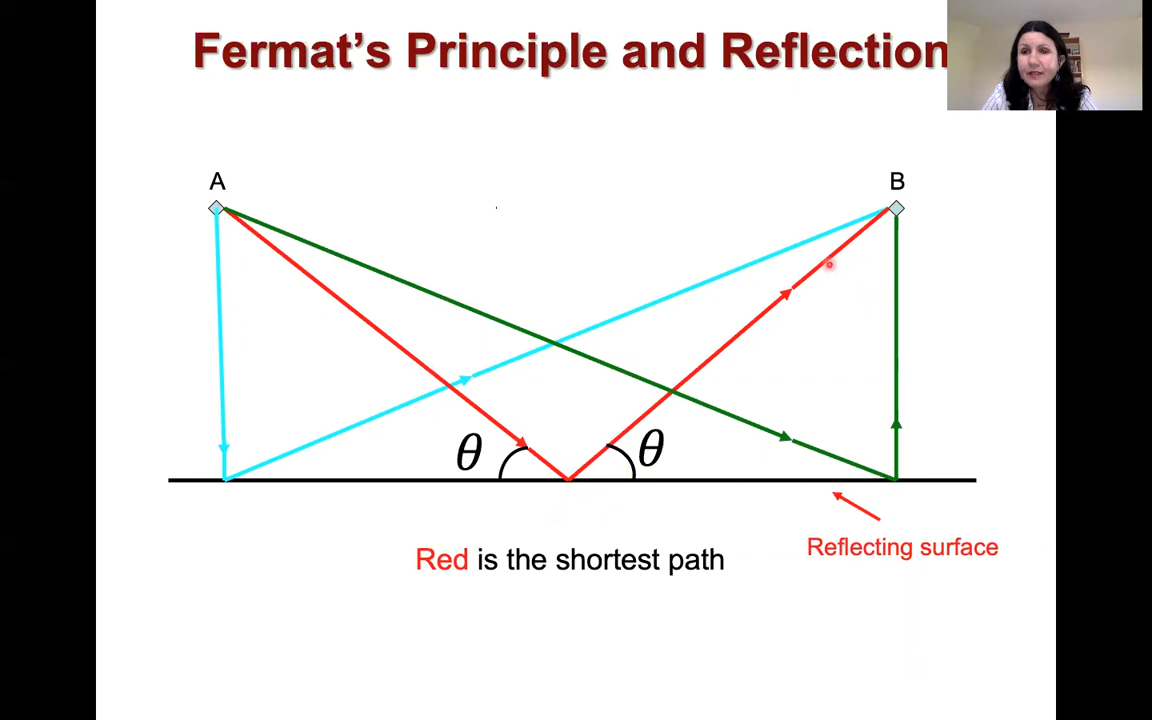 Fermat's Principle and Reflection
A
B
θ
θ
Reflecting surface
Red is the shortest path